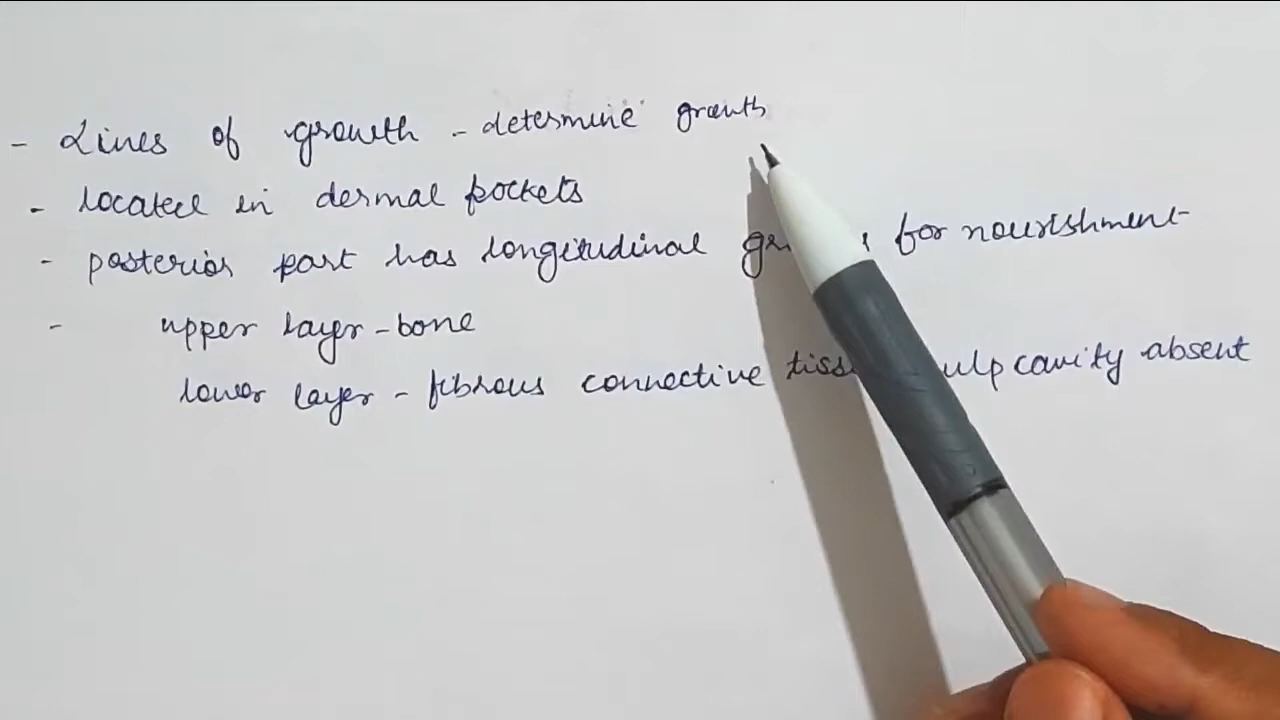 - Lines of growth - determine growth
- located in dermal pockets
- posterior part has longitudinal for nourishment
- upper layer - bone
lower layer - fibrous connective cavity absent